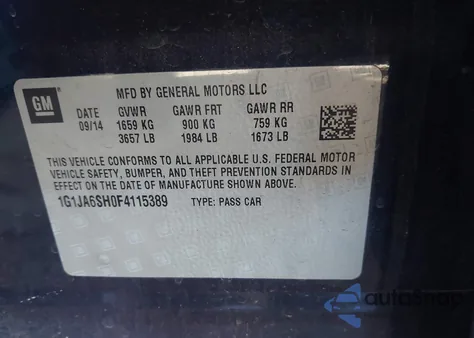 GM
MFD BY GENERAL MOTORS LLC
DATE GVWR GAWR FRT GAWR RR
09/14 1659 KG 900 KG 759 KG
3657 LB 1984 LB 1673 LB
THIS VEHICLE CONFORMS TO ALL APPLICABLE U.S. FEDERAL MOTOR
VEHICLE SAFETY, BUMPER, AND THEFT PREVENTION STANDARDS IN
EFFECT ON THE DATE OF MANUFACTURE SHOWN ABOVE.
1G1JA6SH0F4115389 TYPE: PASS CAR